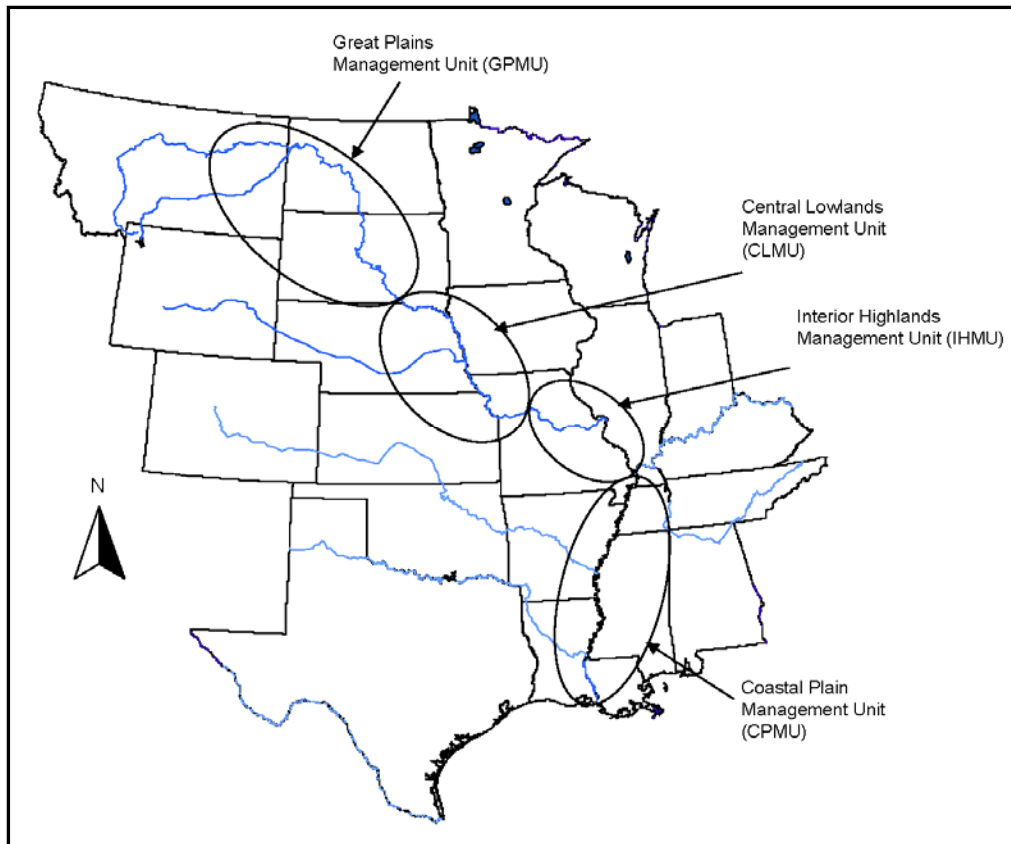 Great Plains
Management Unit (GPMU)
Central Lowlands
Management Unit
(CLMU)
Interior Highlands
Management Unit (IHMU)
N
Coastal Plain
Management Unit
(CPMU)